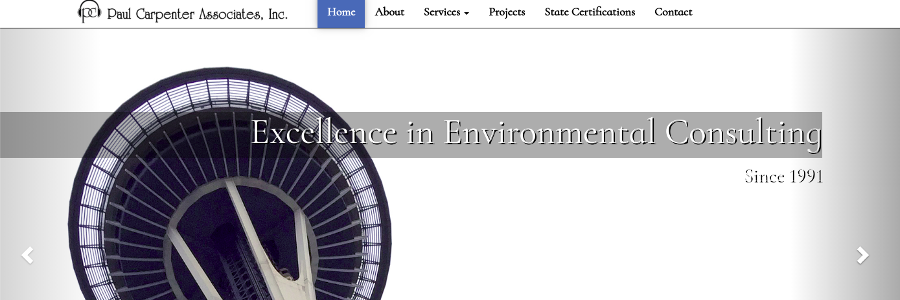 pc Paul Carpenter Associates, Inc.
Home About Services Projects State Certifications Contact
Excellence in Environmental Consulting
Since 1991